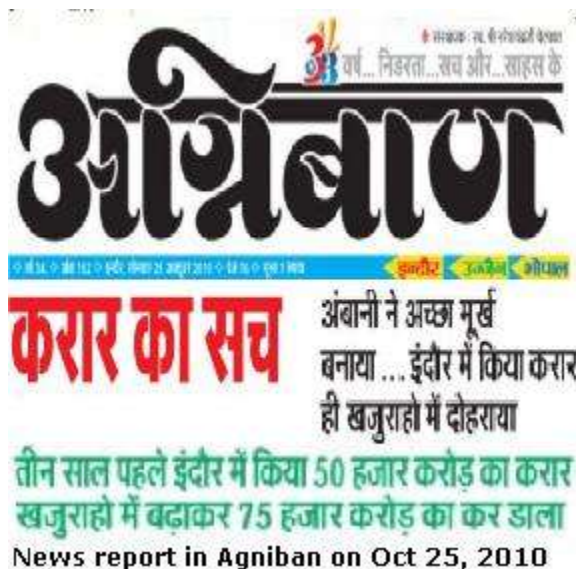 वर्ष... निडरता...सच और...साहस के
अग्निबाण
इन्दौर उज्जैन भोपाल
करार का सच
अंबानी ने अच्छा मूर्ख
बनाया ... इंदौर में किया करार
ही खजुराहो में दोहराया
तीन साल पहले इंदौर में किया 50 हजार करोड़ का करार
खजुराहो में बढ़ाकर 75 हजार करोड़ का कर डाला
News report in Agniban on Oct 25, 2010